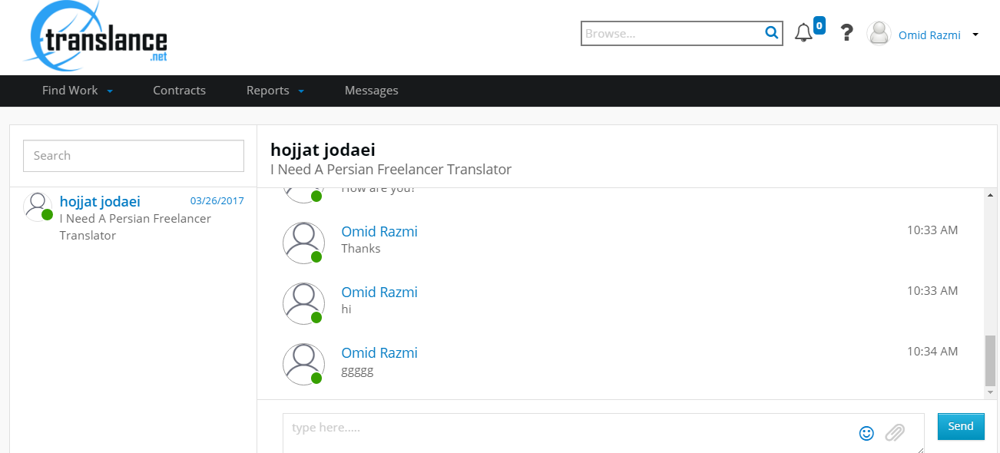 translance
.net
Browse...
0
?
Omid Razmi
Find Work
Contracts
Reports
Messages
Search
hojjat jodaei
03/26/2017
I Need A Persian Freelancer
Translator
hojjat jodaei
I Need A Persian Freelancer Translator
How are you?
Omid Razmi
10:33 AM
Thanks
Omid Razmi
10:33 AM
hi
Omid Razmi
10:34 AM
ggggg
type here.....
Send